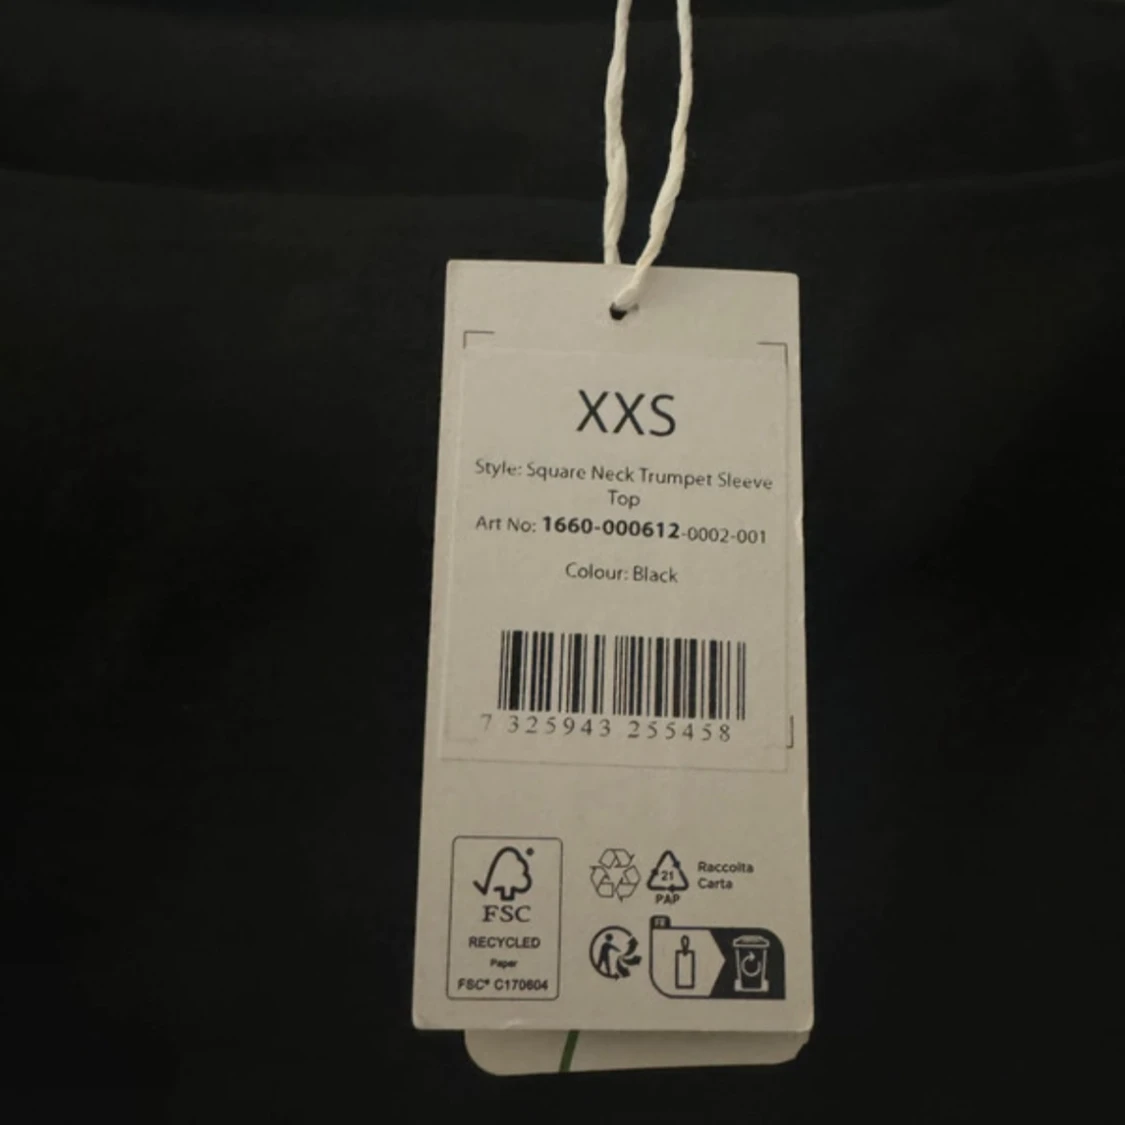 XXS
Style: Square Neck Trumpet Sleeve
Top
Art No: 1660-000612-0002-001
Colour: Black
7 325943 255458
FSC
RECYCLED
Paper
FSC® C170604
21
PAP
Raccolta
Carta
FR